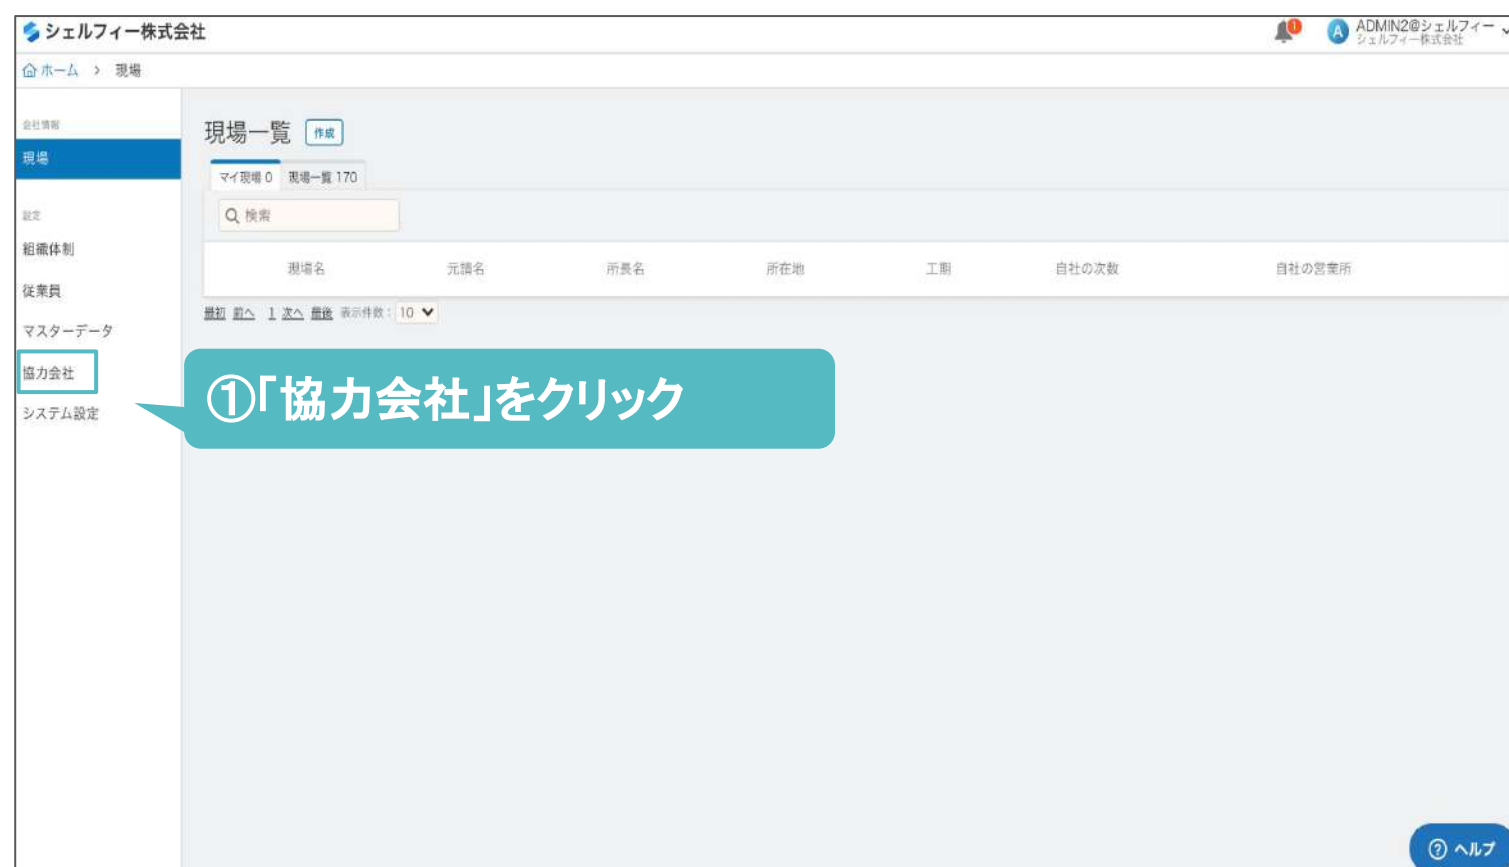 シェルフィー株式会社
1
A
ADMIN2@シェルフィー
シェルフィー株式会社
ホーム > 現場
会社情報
現場
設定
組織体制
従業員
マスターデータ
協力会社
システム設定
現場一覧 作成
マイ現場 0 現場一覧 170
検索
現場名 元請名 所長名 所在地 工期 自社の次数 自社の営業所
最初 前へ 1 次へ 最後 表示件数: 10
①「協力会社」をクリック
? ヘルプ